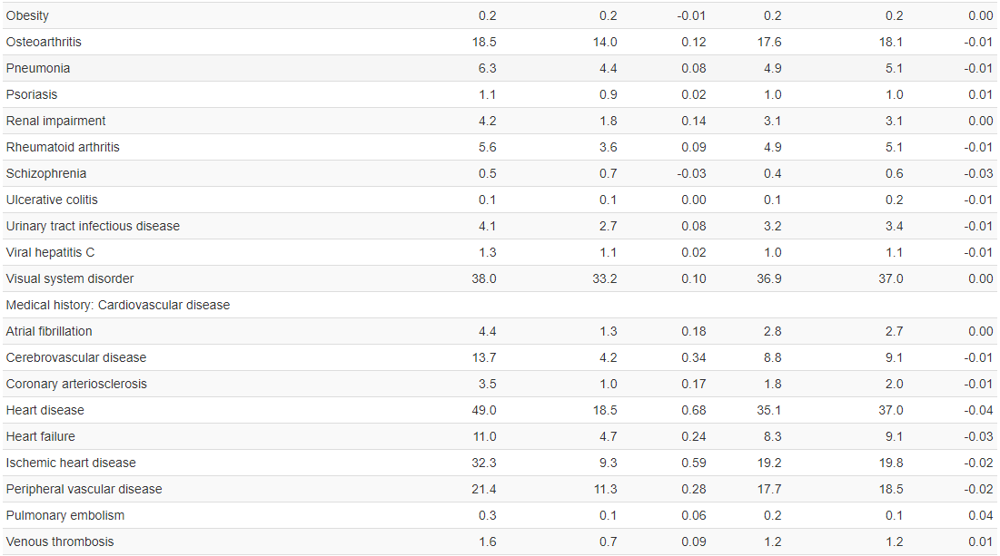 Obesity 0.2 0.2 -0.01 0.2 0.2 0.00
Osteoarthritis 18.5 14.0 0.12 17.6 18.1 -0.01
Pneumonia 6.3 4.4 0.08 4.9 5.1 -0.01
Psoriasis 1.1 0.9 0.02 1.0 1.0 0.01
Renal impairment 4.2 1.8 0.14 3.1 3.1 0.00
Rheumatoid arthritis 5.6 3.6 0.09 4.9 5.1 -0.01
Schizophrenia 0.5 0.7 -0.03 0.4 0.6 -0.03
Ulcerative colitis 0.1 0.1 0.00 0.1 0.2 -0.01
Urinary tract infectious disease 4.1 2.7 0.08 3.2 3.4 -0.01
Viral hepatitis C 1.3 1.1 0.02 1.0 1.1 -0.01
Visual system disorder 38.0 33.2 0.10 36.9 37.0 0.00
Medical history: Cardiovascular disease
Atrial fibrillation 4.4 1.3 0.18 2.8 2.7 0.00
Cerebrovascular disease 13.7 4.2 0.34 8.8 9.1 -0.01
Coronary arteriosclerosis 3.5 1.0 0.17 1.8 2.0 -0.01
Heart disease 49.0 18.5 0.68 35.1 37.0 -0.04
Heart failure 11.0 4.7 0.24 8.3 9.1 -0.03
Ischemic heart disease 32.3 9.3 0.59 19.2 19.8 -0.02
Peripheral vascular disease 21.4 11.3 0.28 17.7 18.5 -0.02
Pulmonary embolism 0.3 0.1 0.06 0.2 0.1 0.04
Venous thrombosis 1.6 0.7 0.09 1.2 1.2 0.01